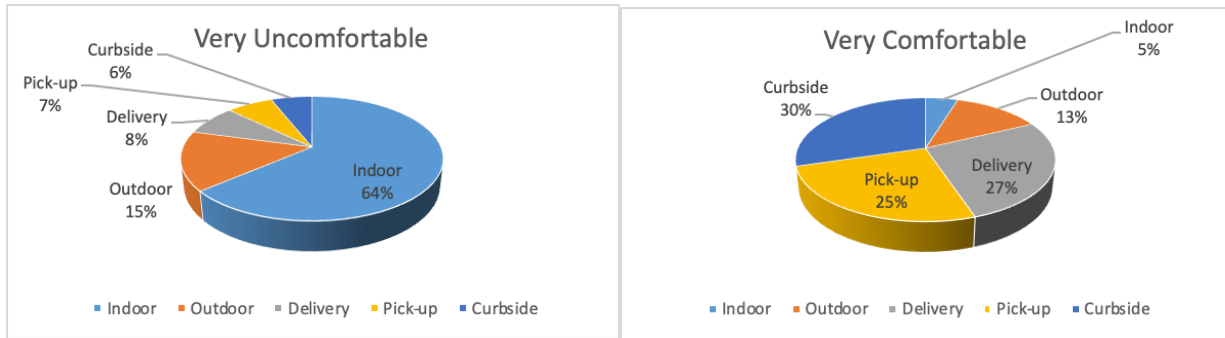 Very Uncomfortable
Curbside
6%
Pick-up
7%
Delivery
8%
Outdoor
15%
Indoor
64%
Indoor Outdoor Delivery Pick-up Curbside
Very Comfortable
Indoor
5%
Outdoor
13%
Curbside
30%
Delivery
27%
Pick-up
25%
Indoor Outdoor Delivery Pick-up Curbside